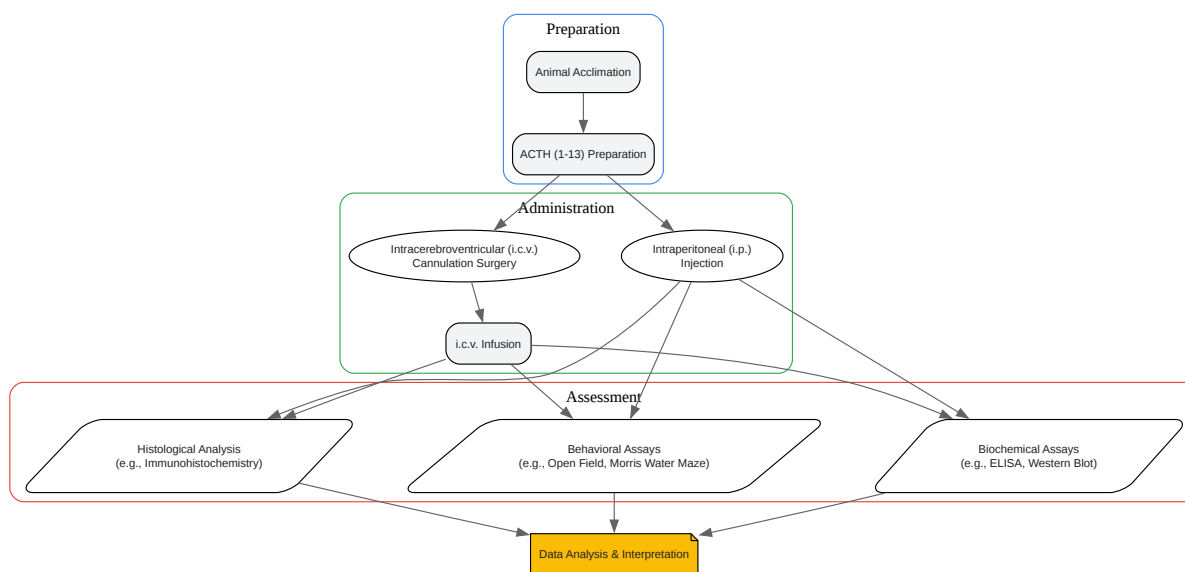 Preparation
Animal Acclimation
ACTH (1-13) Preparation
Administration
Intracerebroventricular (i.c.v.)
Cannulation Surgery
Intraperitoneal (i.p.)
Injection
i.c.v. Infusion
Assessment
Histological Analysis
(e.g., Immunohistochemistry)
Behavioral Assays
(e.g., Open Field, Morris Water Maze)
Biochemical Assays
(e.g., ELISA, Western Blot)
Data Analysis & Interpretation